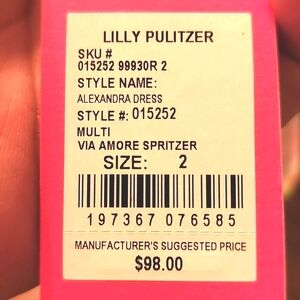 LILLY PULITZER
SKU #
015252 99930R 2
STYLE NAME:
ALEXANDRA DRESS
STYLE #: 015252
MULTI
VIA AMORE SPRITZER
SIZE: 2
197367 076585
MANUFACTURER'S SUGGESTED PRICE
$98.00